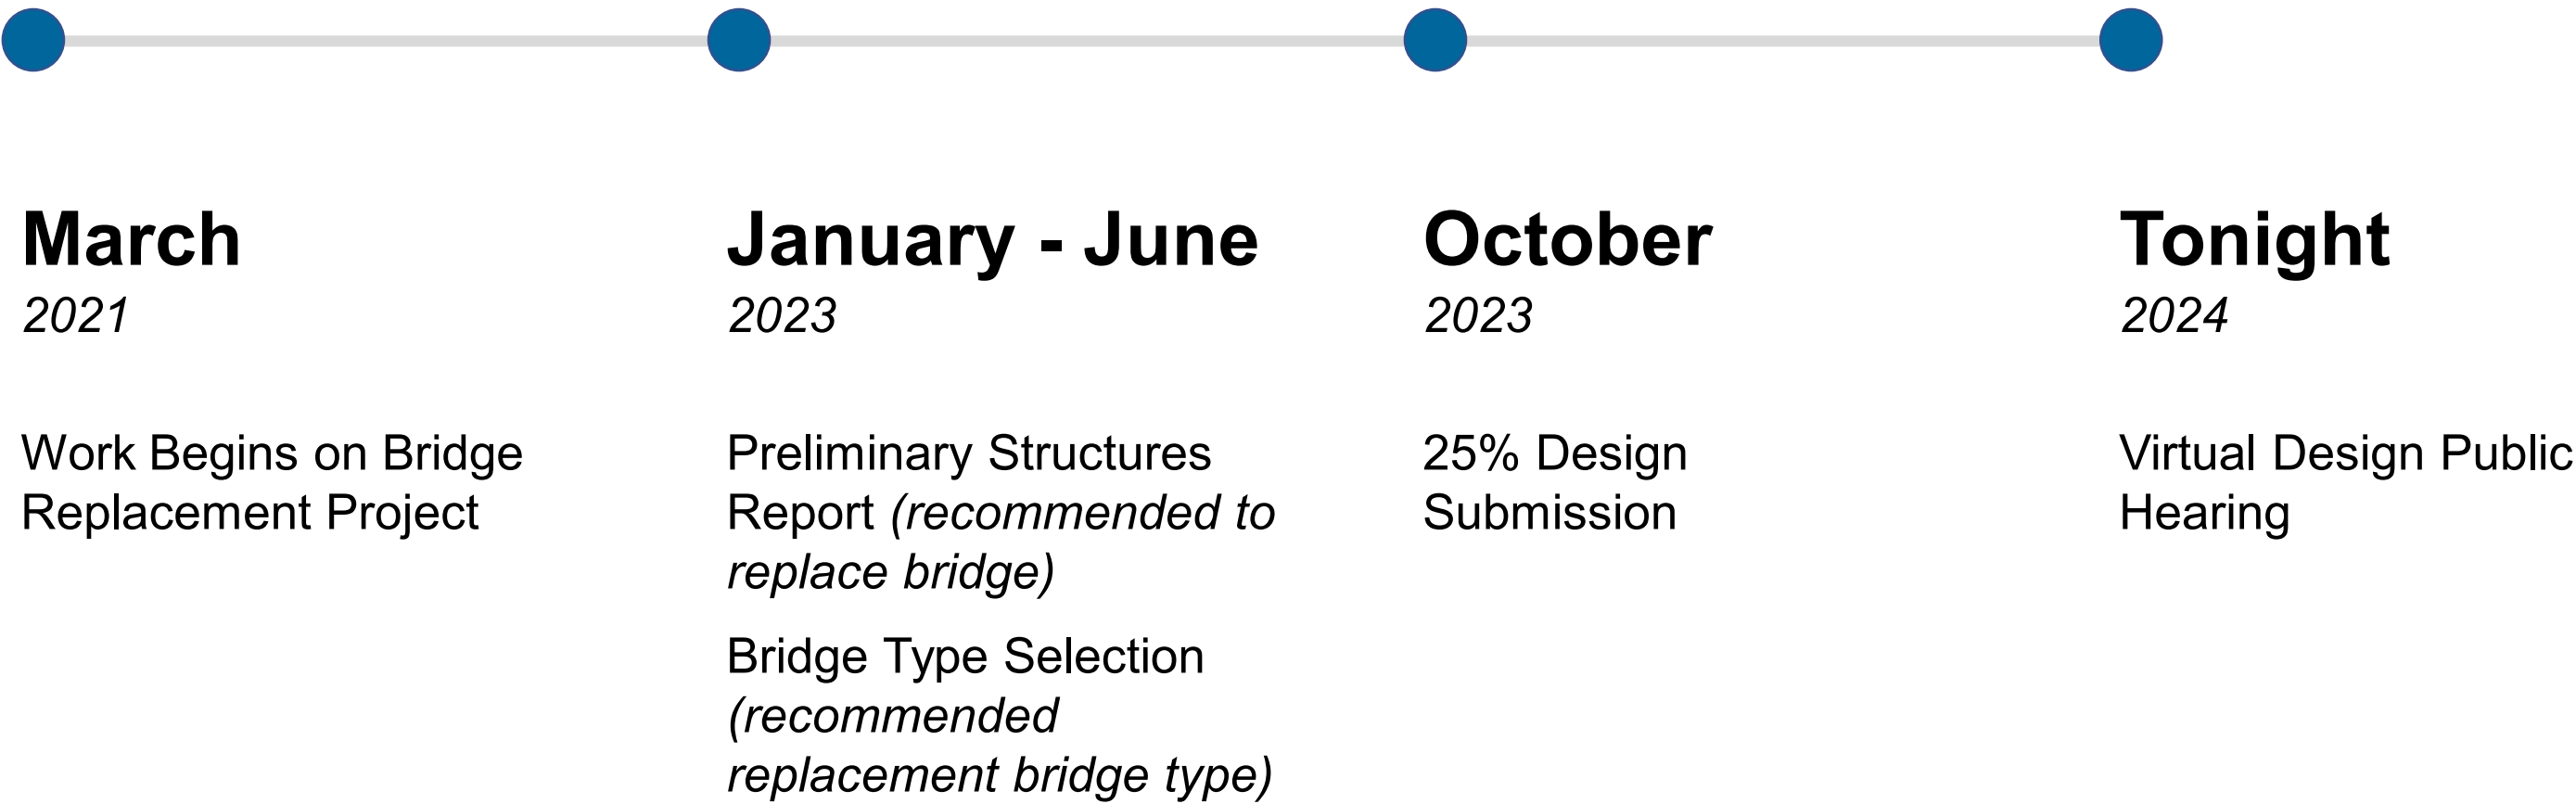 March
2021
Work Begins on Bridge
Replacement Project
January - June
2023
Preliminary Structures
Report (recommended to
replace bridge)
Bridge Type Selection
(recommended
replacement bridge type)
October
2023
25% Design
Submission
Tonight
2024
Virtual Design Public
Hearing